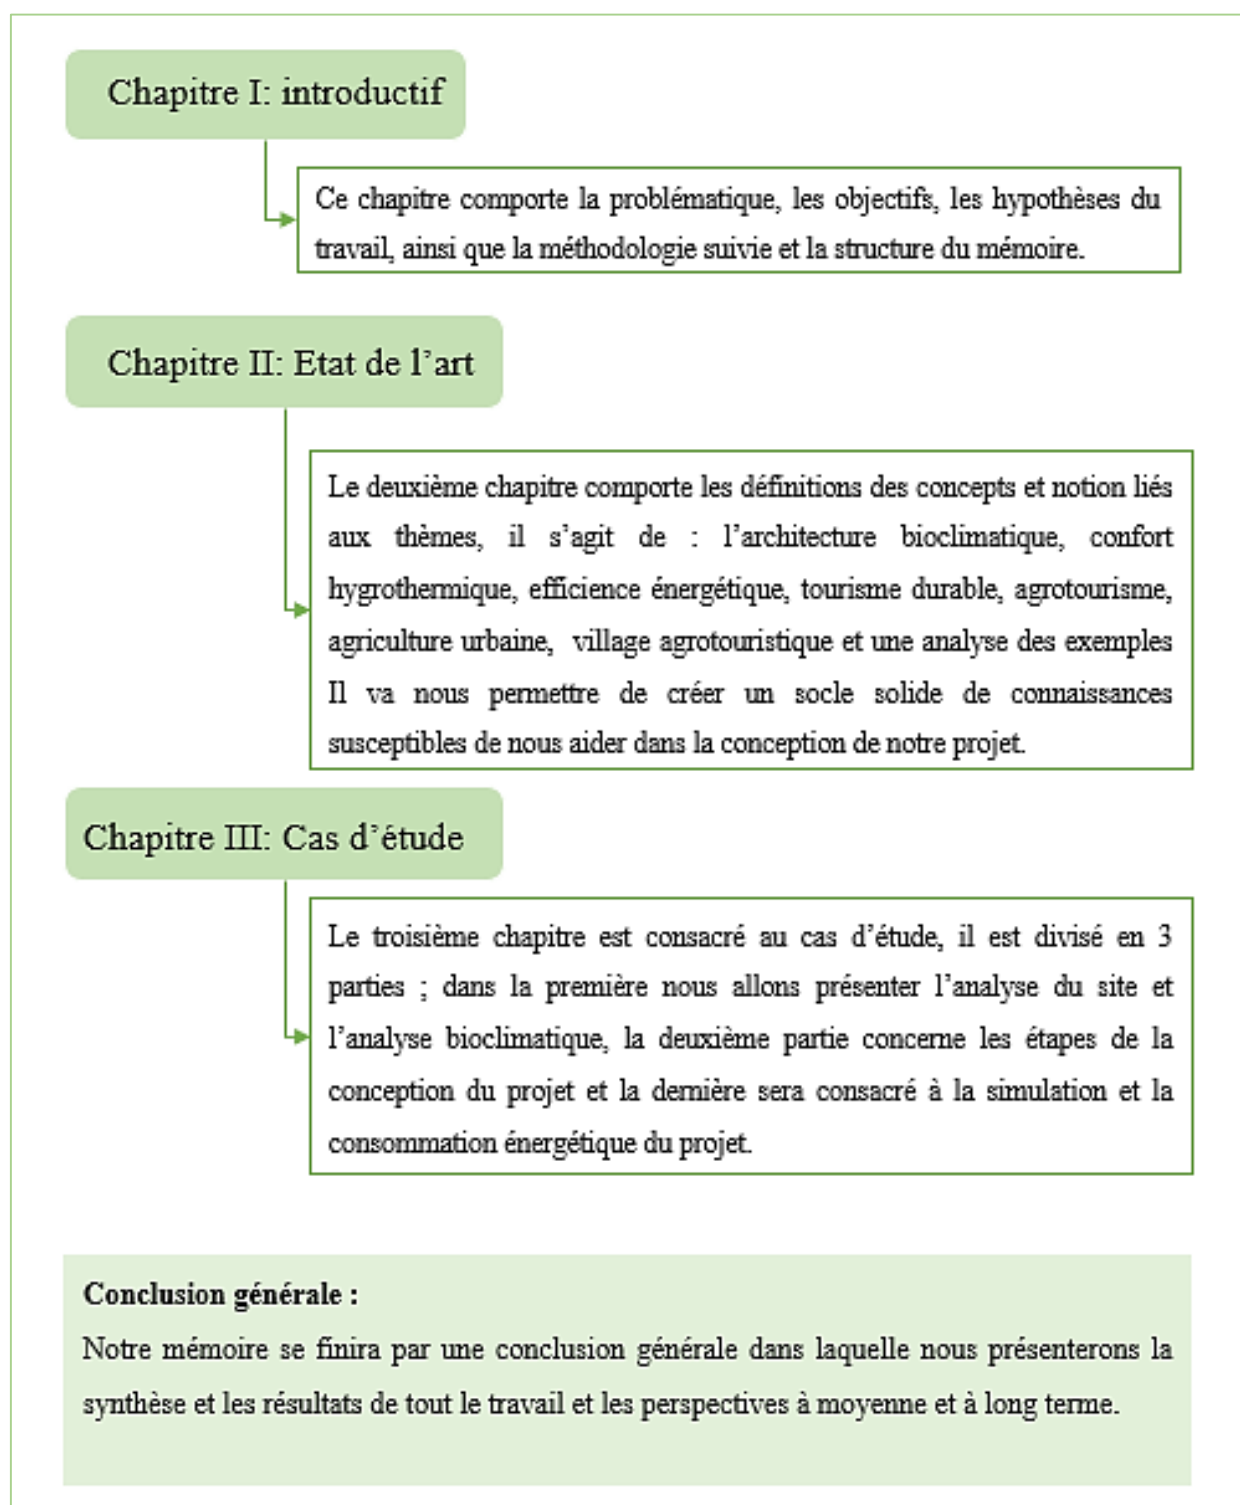 Chapitre I: introductif
Ce chapitre comporte la problématique, les objectifs, les hypothèses du
travail, ainsi que la méthodologie suivie et la structure du mémoire.
Chapitre II: Etat de l’art
Le deuxième chapitre comporte les définitions des concepts et notion liés
aux thèmes, il s’agit de : l’architecture bioclimatique, confort
hygrothermique, efficience énergétique, tourisme durable, agrotourisme,
agriculture urbaine, village agrotouristique et une analyse des exemples
Il va nous permettre de créer un socle solide de connaissances
susceptibles de nous aider dans la conception de notre projet.
Chapitre III: Cas d’étude
Le troisième chapitre est consacré au cas d’étude, il est divisé en 3
parties ; dans la première nous allons présenter l’analyse du site et
l’analyse bioclimatique, la deuxième partie concerne les étapes de la
conception du projet et la dernière sera consacré à la simulation et la
consommation énergétique du projet.
Conclusion générale :
Notre mémoire se finira par une conclusion générale dans laquelle nous présenterons la
synthèse et les résultats de tout le travail et les perspectives à moyenne et à long terme.